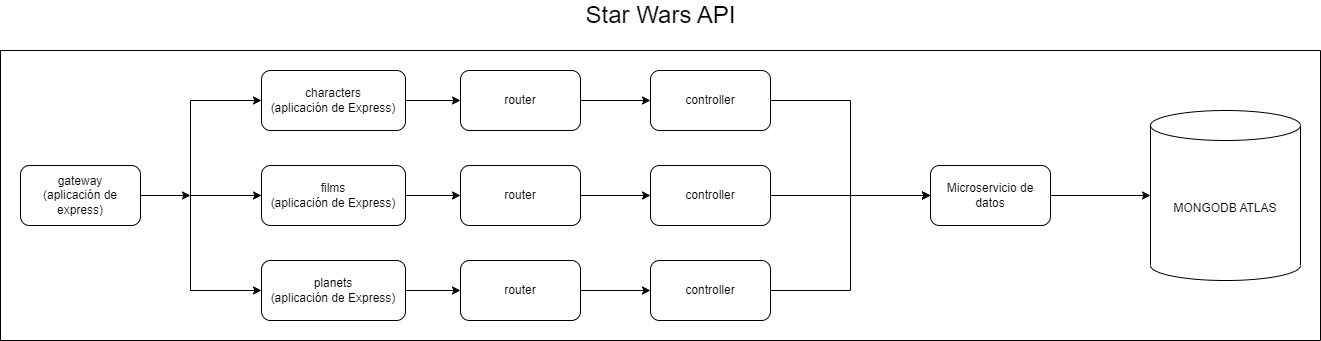 Star Wars API
characters
(aplicación de Express)
router
controller
gateway
(aplicación de
express)
films
(aplicación de Express)
router
controller
Microservicio de
datos
MONGODB ATLAS
planets
(aplicación de Express)
router
controller